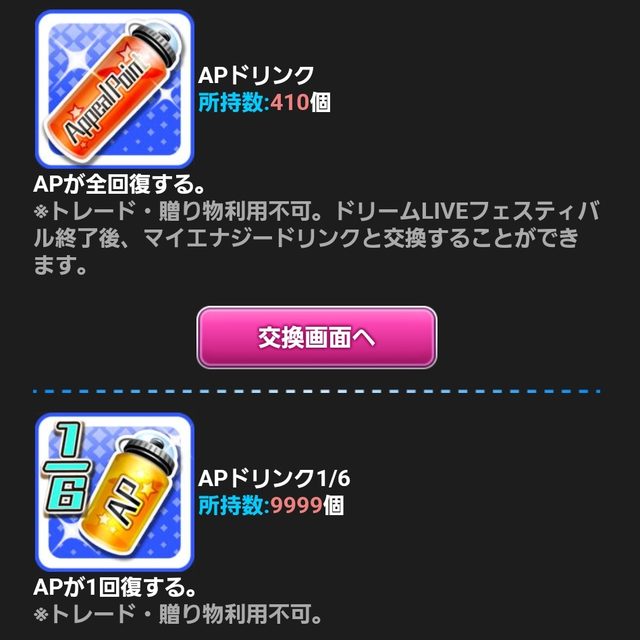 Appeal Point
APドリンク
所持数:410個
APが全回復する。
※トレード・贈り物利用不可。ドリームLIVEフェスティバ
ル終了後、マイエナジードリンクと交換することができ
ます。
交換画面へ
1/6
AP
APドリンク1/6
所持数:9999個
APが1回復する。
※トレード・贈り物利用不可。